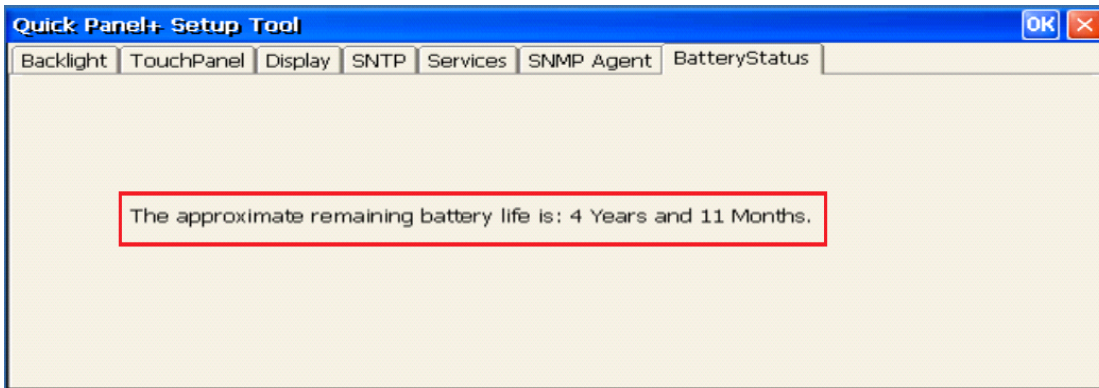 Quick Panel+ Setup Tool OK
Backlight TouchPanel Display SNTP Services SNMP Agent BatteryStatus
The approximate remaining battery life is: 4 Years and 11 Months.